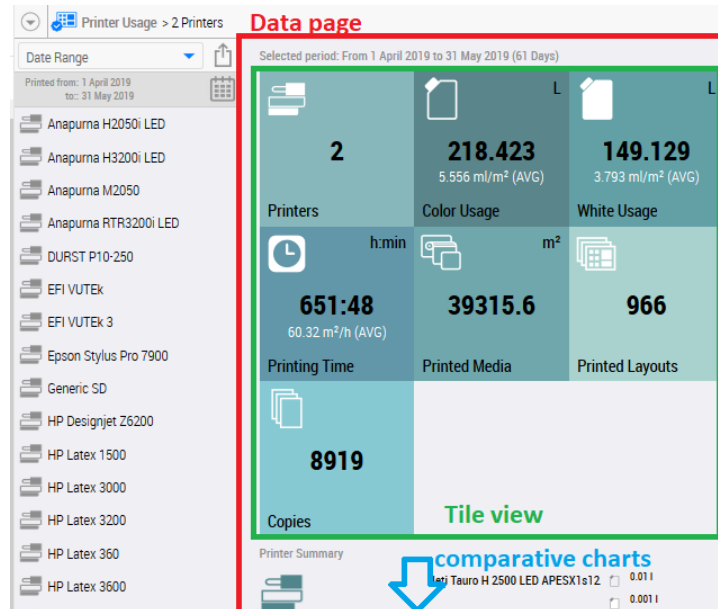 Printer Usage > 2 Printers
Data page
Date Range
Printed from: 1 April 2019
to:: 31 May 2019
Anapurna H2050i LED
Anapurna H3200i LED
Anapurna M2050
Anapurna RTR3200i LED
DURST P10-250
EFI VUTEk
EFI VUTEk 3
Epson Stylus Pro 7900
Generic SD
HP Designjet Z6200
HP Latex 1500
HP Latex 3000
HP Latex 3200
HP Latex 360
HP Latex 3600
Selected period: From 1 April 2019 to 31 May 2019 (61 Days)
2
Printers
L
218.423
5.556 ml/m² (AVG)
Color Usage
L
149.129
3.793 ml/m² (AVG)
White Usage
h:min
651:48
60.32 m²/h (AVG)
Printing Time
m²
39315.6
Printed Media
966
Printed Layouts
8919
Copies
Tile view
Printer Summary
comparative charts
Tauro H 2500 LED APESX1s12
0.01 l
0.001 l